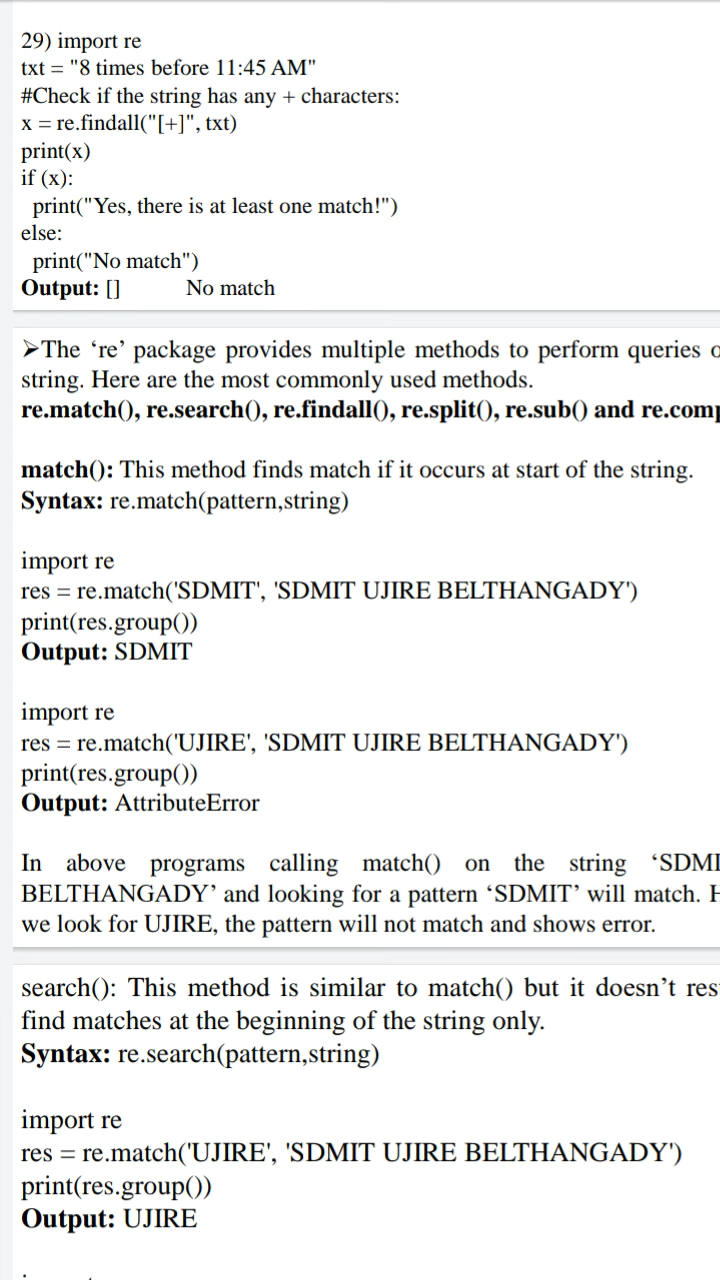 29) import re
txt = "8 times before 11:45 AM"
#Check if the string has any + characters:
x = re.findall("[+]", txt)
print(x)
if (x):
  print("Yes, there is at least one match!")
else:
  print("No match")
Output: []          No match
➢The ‘re’ package provides multiple methods to perform queries
string. Here are the most commonly used methods.
re.match(), re.search(), re.findall(), re.split(), re.sub() and
match(): This method finds match if it occurs at start of the string.
Syntax: re.match(pattern,string)
import re
res = re.match('SDMIT', 'SDMIT UJIRE BELTHANGADY')
print(res.group())
Output: SDMIT
import re
res = re.match('UJIRE', 'SDMIT UJIRE BELTHANGADY')
print(res.group())
Output: AttributeError
In above programs calling match() on the string
BELTHANGADY’ and looking for a pattern ‘SDMIT’ will match.
we look for UJIRE, the pattern will not match and shows error.
search(): This method is similar to match() but it doesn’t
find matches at the beginning of the string only.
Syntax: re.search(pattern,string)
import re
res = re.match('UJIRE', 'SDMIT UJIRE BELTHANGADY')
print(res.group())
Output: UJIRE